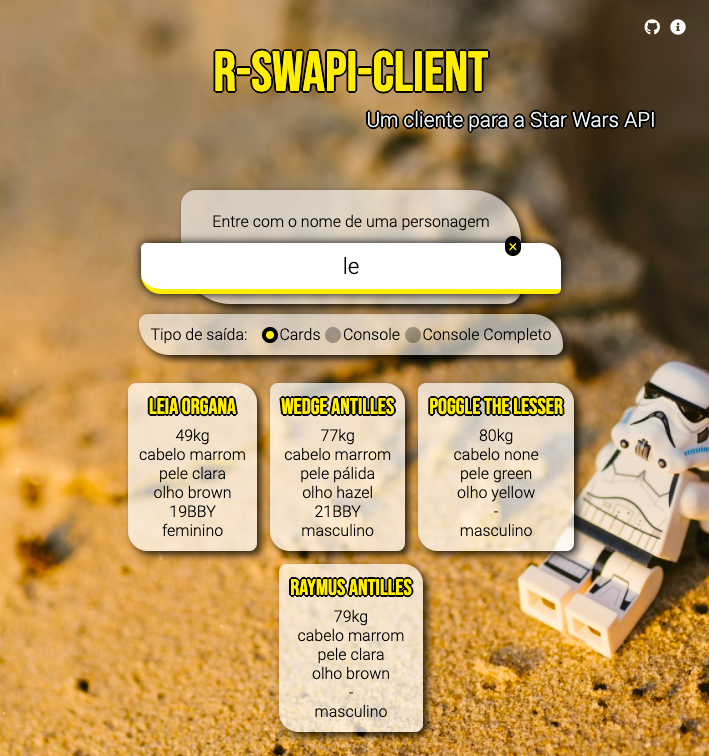 R-SWAPI-CLIENT
Um cliente para a Star Wars API
Entre com o nome de uma personagem
le
Tipo de saída: Cards Console Console Completo
LEIA ORGANA
49kg
cabelo marrom
pele clara
olho brown
19BBY
feminino
WEDGE ANTILLES
77kg
cabelo marrom
pele pálida
olho hazel
21BBY
masculino
POGGLE THE LESSER
80kg
cabelo none
pele green
olho yellow
-
masculino
RAYMUS ANTILLES
79kg
cabelo marrom
pele clara
olho brown
-
masculino